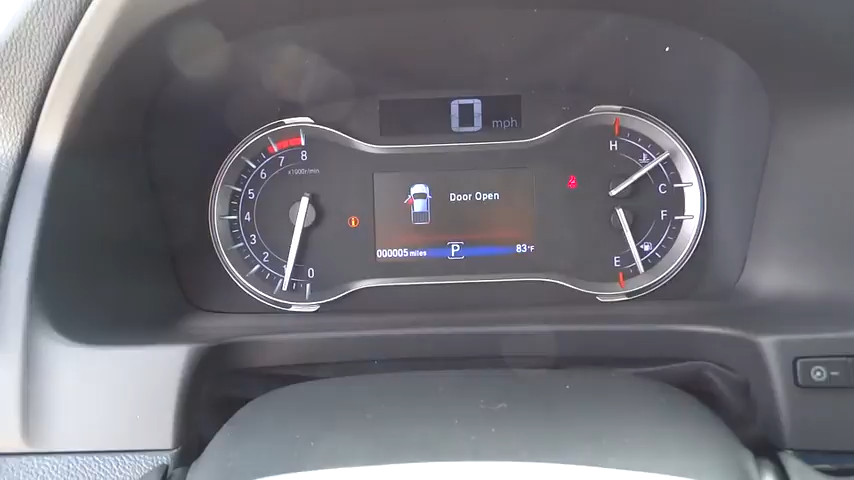 0 mph
8
7
6
5
4
3
2
1
0
x1000r/min
Door Open
000005 miles
P
83°F
H
C
F
E